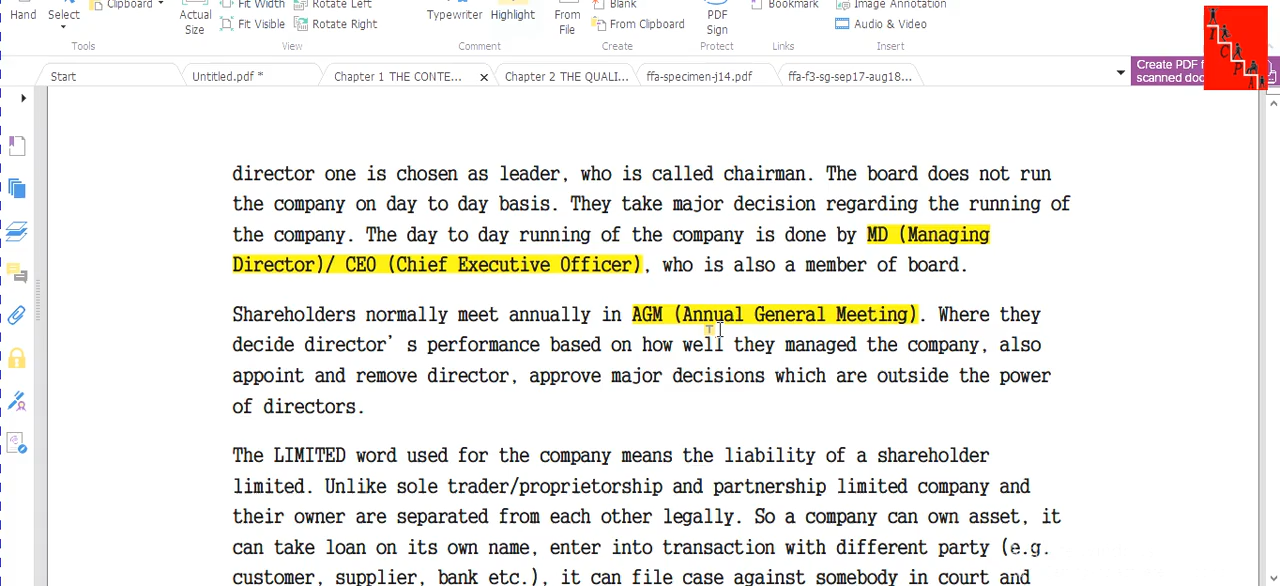 Hand
Select
Clipboard
Tools
Actual Size
Fit Width
Fit Visible
Rotate Left
Rotate Right
View
Typewriter
Highlight
Comment
From File
Blank
From Clipboard
Create
PDF Sign
Protect
Bookmark
Links
Image Annotation
Audio & Video
Insert
Start
Untitled.pdf *
Chapter 1 THE CONTE...
Chapter 2 THE QUALI...
ffa-specimen-j14.pdf
ffa-f3-sg-sep17-aug18...
Create PDF f
scanned doc
T
C
P
A
director one is chosen as leader, who is called chairman. The board does not run
the company on day to day basis. They take major decision regarding the running of
the company. The day to day running of the company is done by MD (Managing
Director)/ CEO (Chief Executive Officer), who is also a member of board.
Shareholders normally meet annually in AGM (Annual General Meeting). Where they
decide director's performance based on how well they managed the company, also
appoint and remove director, approve major decisions which are outside the power
of directors.
The LIMITED word used for the company means the liability of a shareholder
limited. Unlike sole trader/proprietorship and partnership limited company and
their owner are separated from each other legally. So a company can own asset, it
can take loan on its own name, enter into transaction with different party (e.g.
customer, supplier, bank etc.), it can file case against somebody in court and